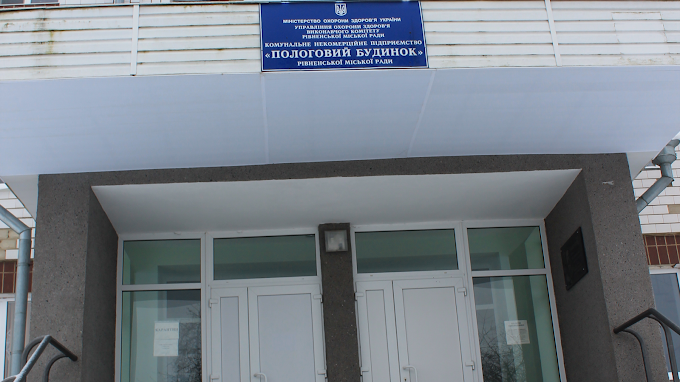 МІНІСТЕРСТВО ОХОРОНИ ЗДОРОВ'Я УКРАЇНИ
УПРАВЛІННЯ ОХОРОНИ ЗДОРОВ'Я
ВИКОНАВЧОГО КОМІТЕТУ
РІВНЕНСЬКОЇ МІСЬКОЇ РАДИ
КОМУНАЛЬНЕ НЕКОМЕРЦІЙНЕ ПІДПРИЄМСТВО
«ПОЛОГОВИЙ БУДИНОК»
РІВНЕНСЬКОЇ МІСЬКОЇ РАДИ